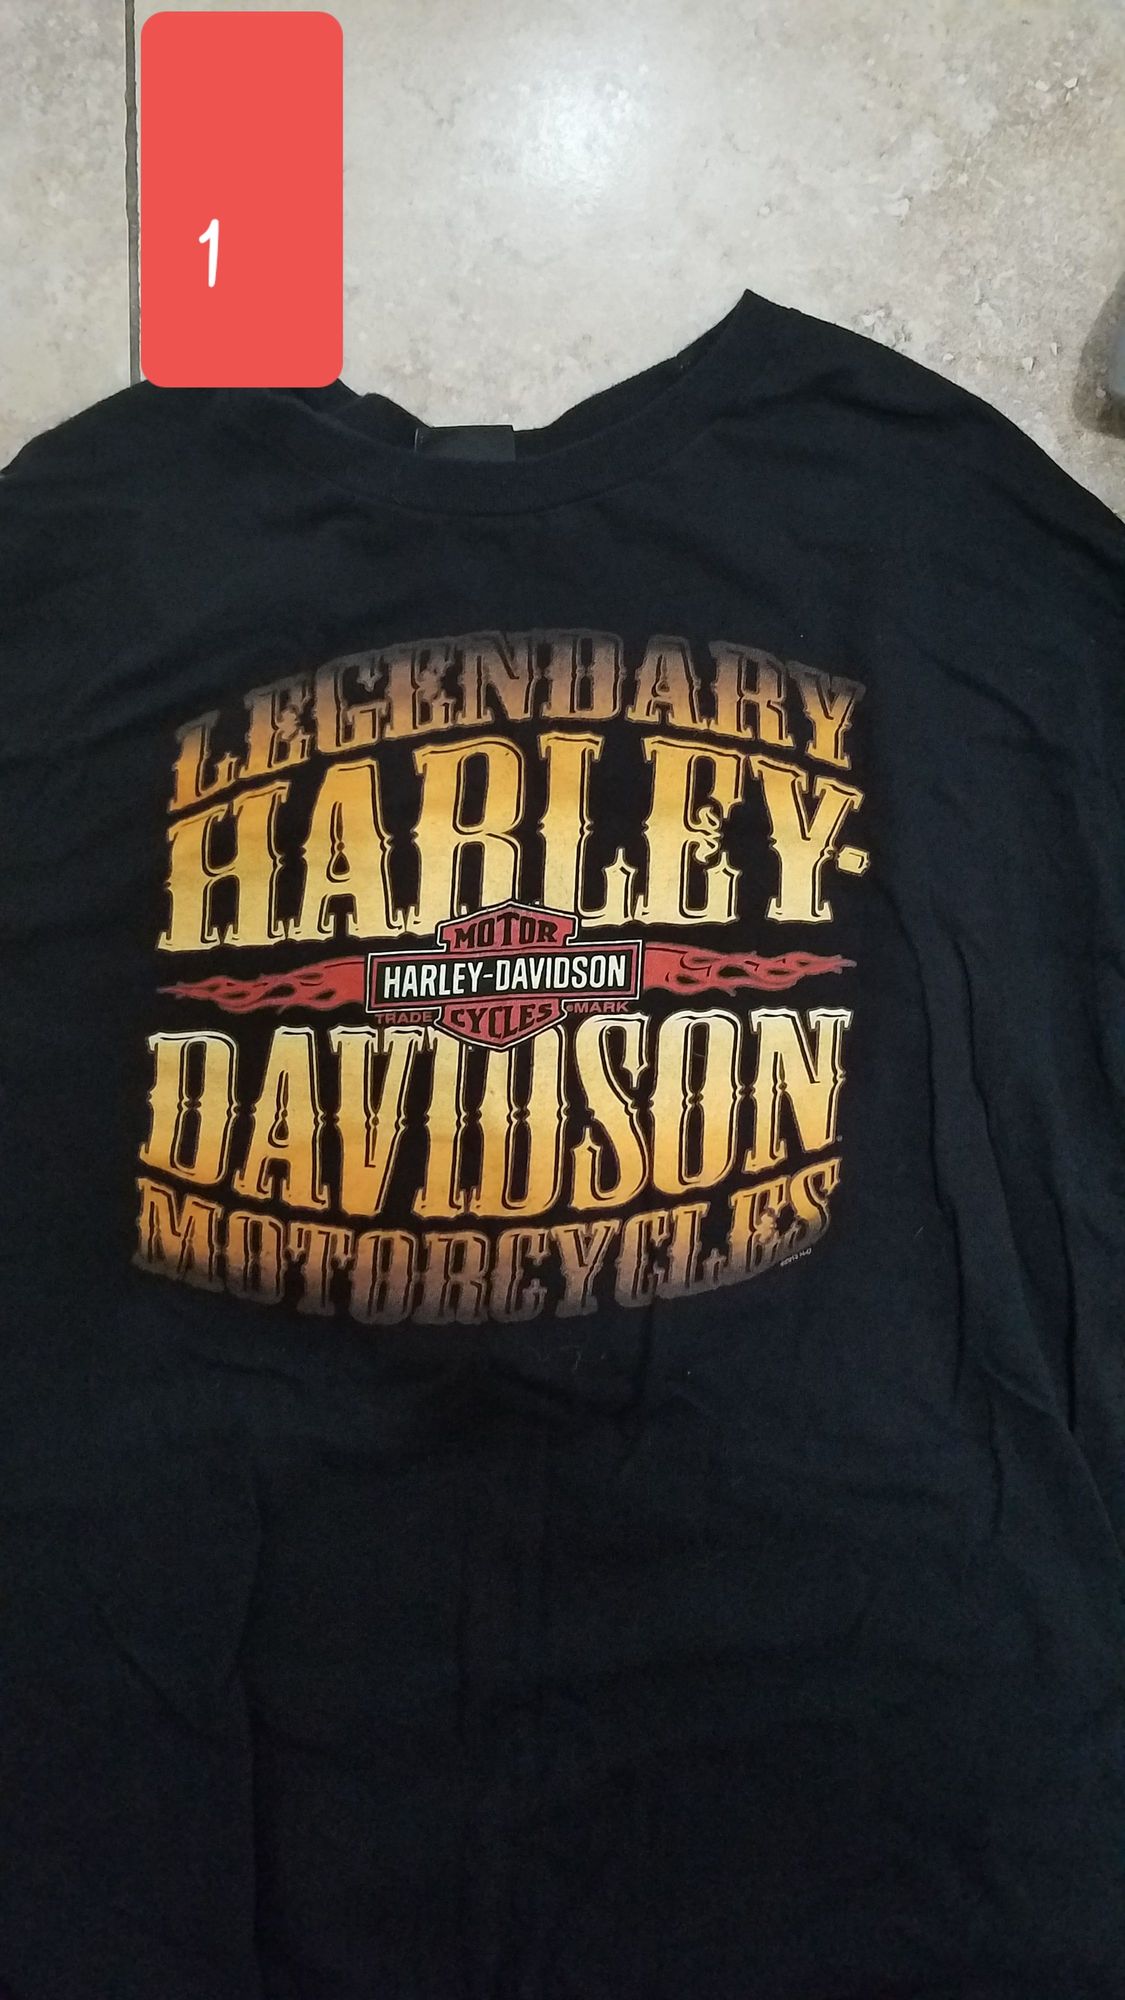 1
LEGENDARY
HARLEY-
MOTOR
HARLEY-DAVIDSON
TRADE CYCLES ®MARK
DAVIDSON
MOTORCYCLES